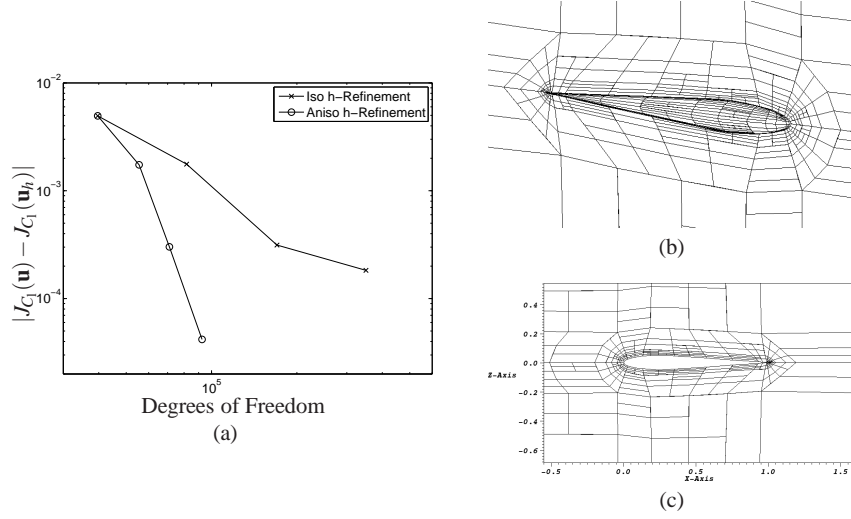 10⁻²
10⁻³
10⁻⁴
|J_{C_l}(u) − J_{C_l}(u_h)|
Iso h−Refinement
Aniso h−Refinement
10⁵
Degrees of Freedom
(a)
(b)
0.4
0.2
0.0
-0.2
-0.4
-0.6
Z-Axis
-0.5
0.0
0.5
1.0
1.5
X-Axis
(c)